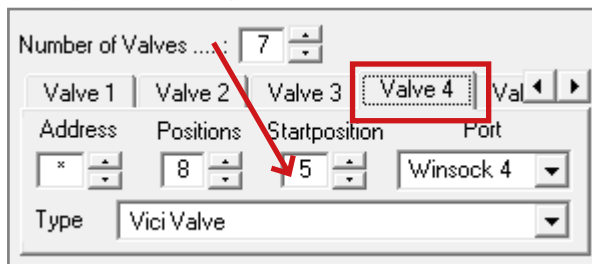 Number of Valves ....: 7
Valve 1 Valve 2 Valve 3 Valve 4 Val
Address Positions Startposition Port
* 8 5 Winsock 4
Type Vici Valve